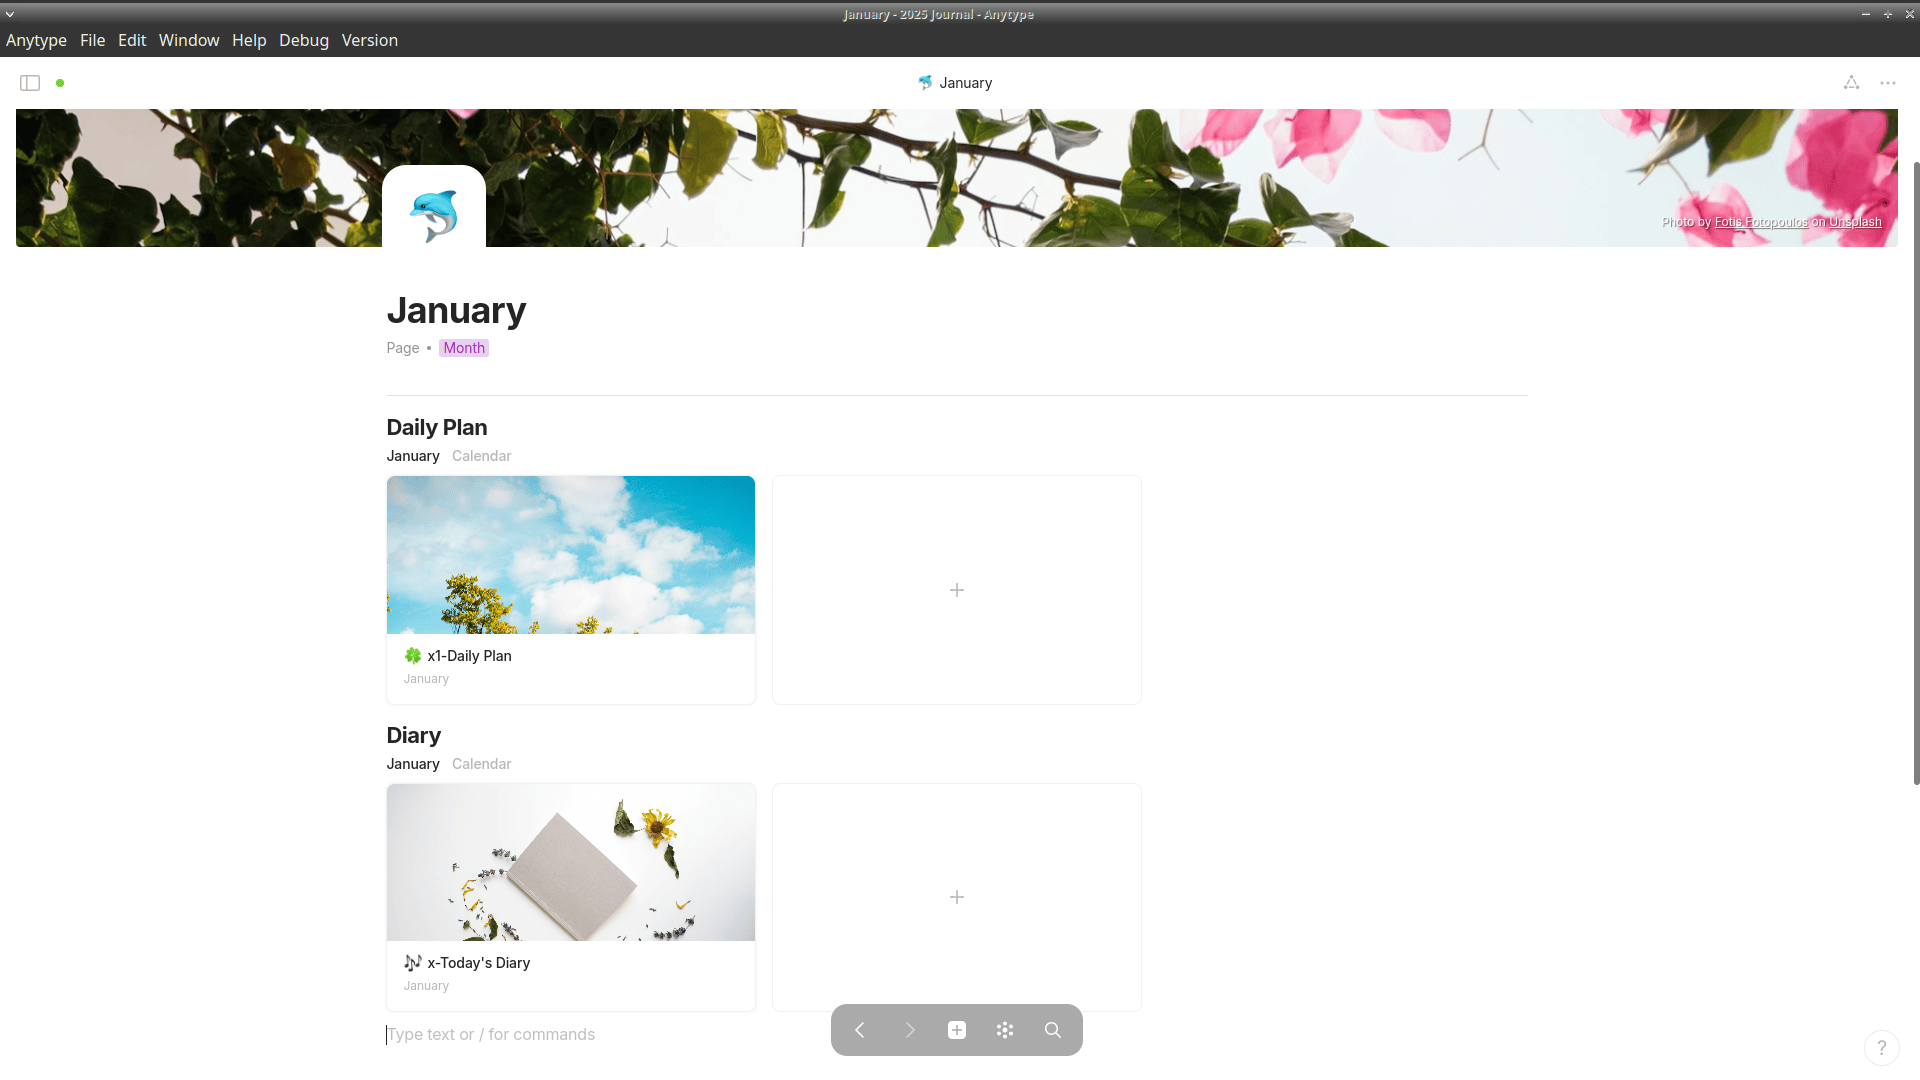 January - 2025 Journal - Anytype
Anytype File Edit Window Help Debug Version
January
Photo by Fotis Fotopoulos on Unsplash
January
Page • Month
Daily Plan
January Calendar
x1-Daily Plan
January
Diary
January Calendar
x-Today's Diary
January
Type text or / for commands
?